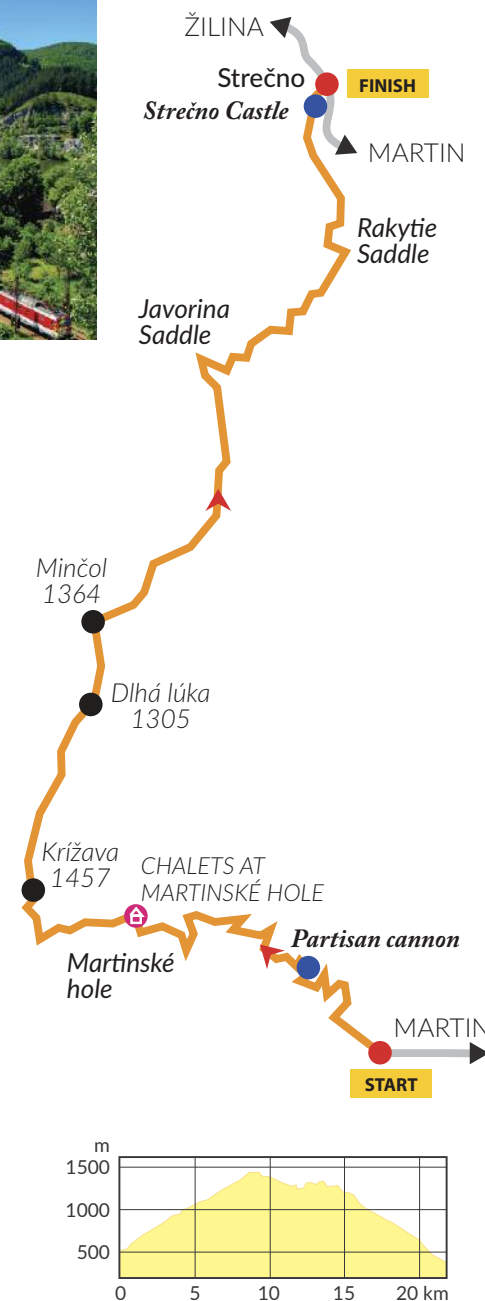 ŽILINA
Strečno
FINISH
Strečno Castle
MARTIN
Rakytie
Saddle
Javorina
Saddle
Minčol
1364
Dlhá lúka
1305
Krížava
1457
CHALETS AT
MARTINSKÉ HOLE
Partisan cannon
Martinské
hole
MARTIN
START
m
1500
1000
500
0 5 10 15 20 km